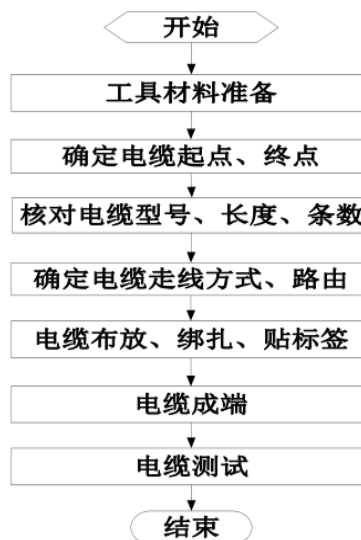 开始
工具材料准备
确定电缆起点、终点
核对电缆型号、长度、条数
确定电缆走线方式、路由
电缆布放、绑扎、贴标签
电缆成端
电缆测试
结束